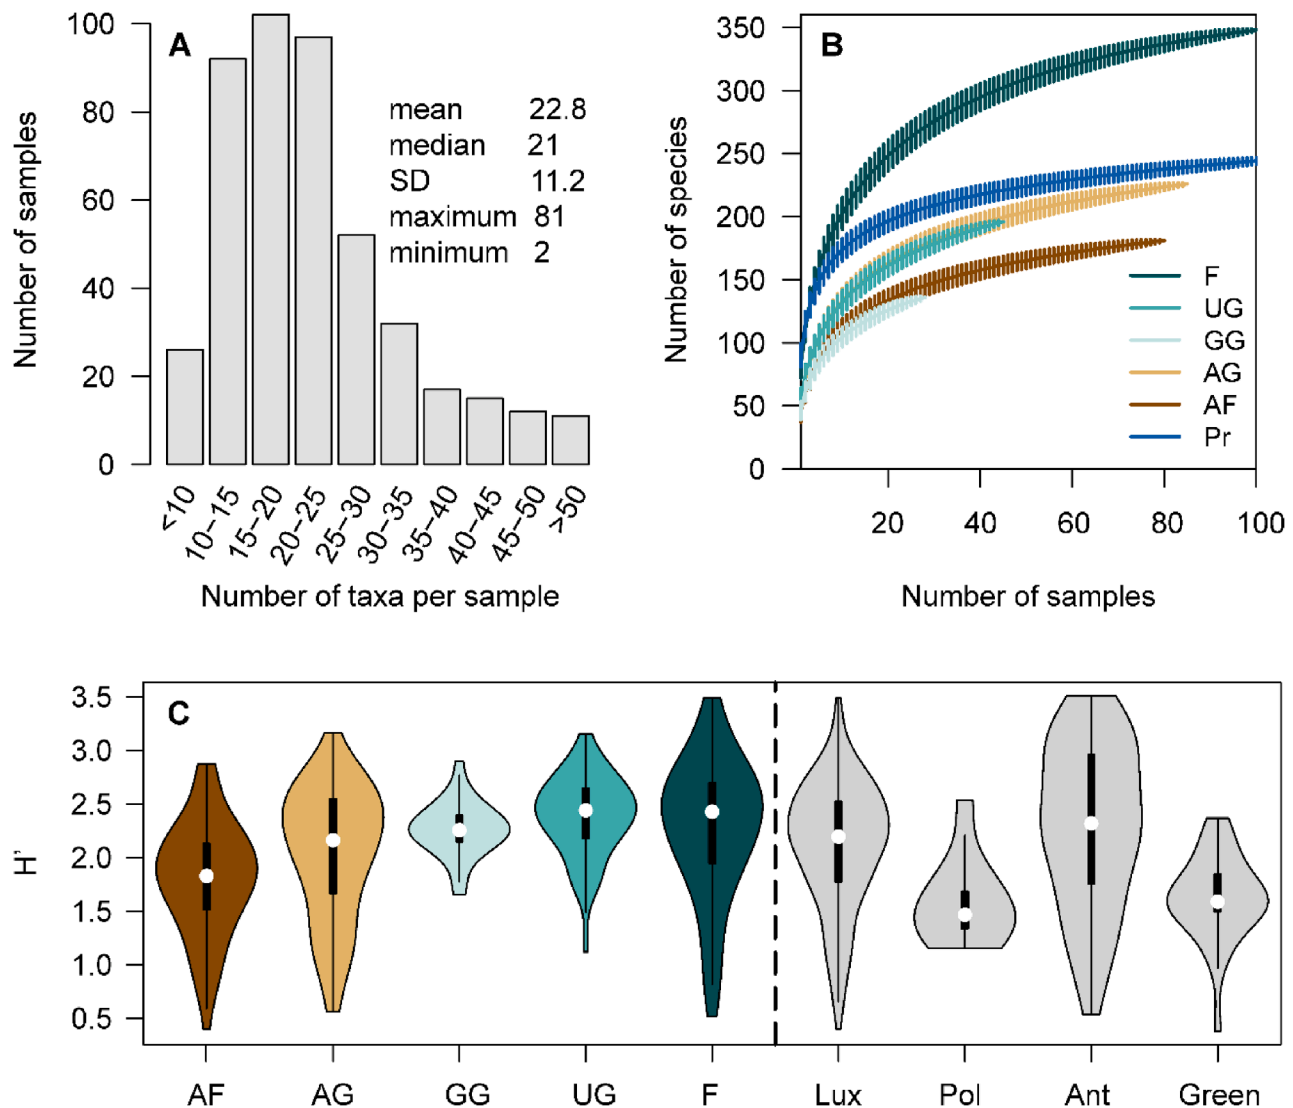 A
Number of samples
100
80
60
40
20
0
mean 22.8
median 21
SD 11.2
maximum 81
minimum 2
<10
10−15
15−20
20−25
25−30
30−35
35−40
40−45
45−50
>50
Number of taxa per sample
B
Number of species
350
300
250
200
150
100
50
0
F
UG
GG
AG
AF
Pr
20 40 60 80 100
Number of samples
C
H'
3.5
3.0
2.5
2.0
1.5
1.0
0.5
AF AG GG UG F Lux Pol Ant Green